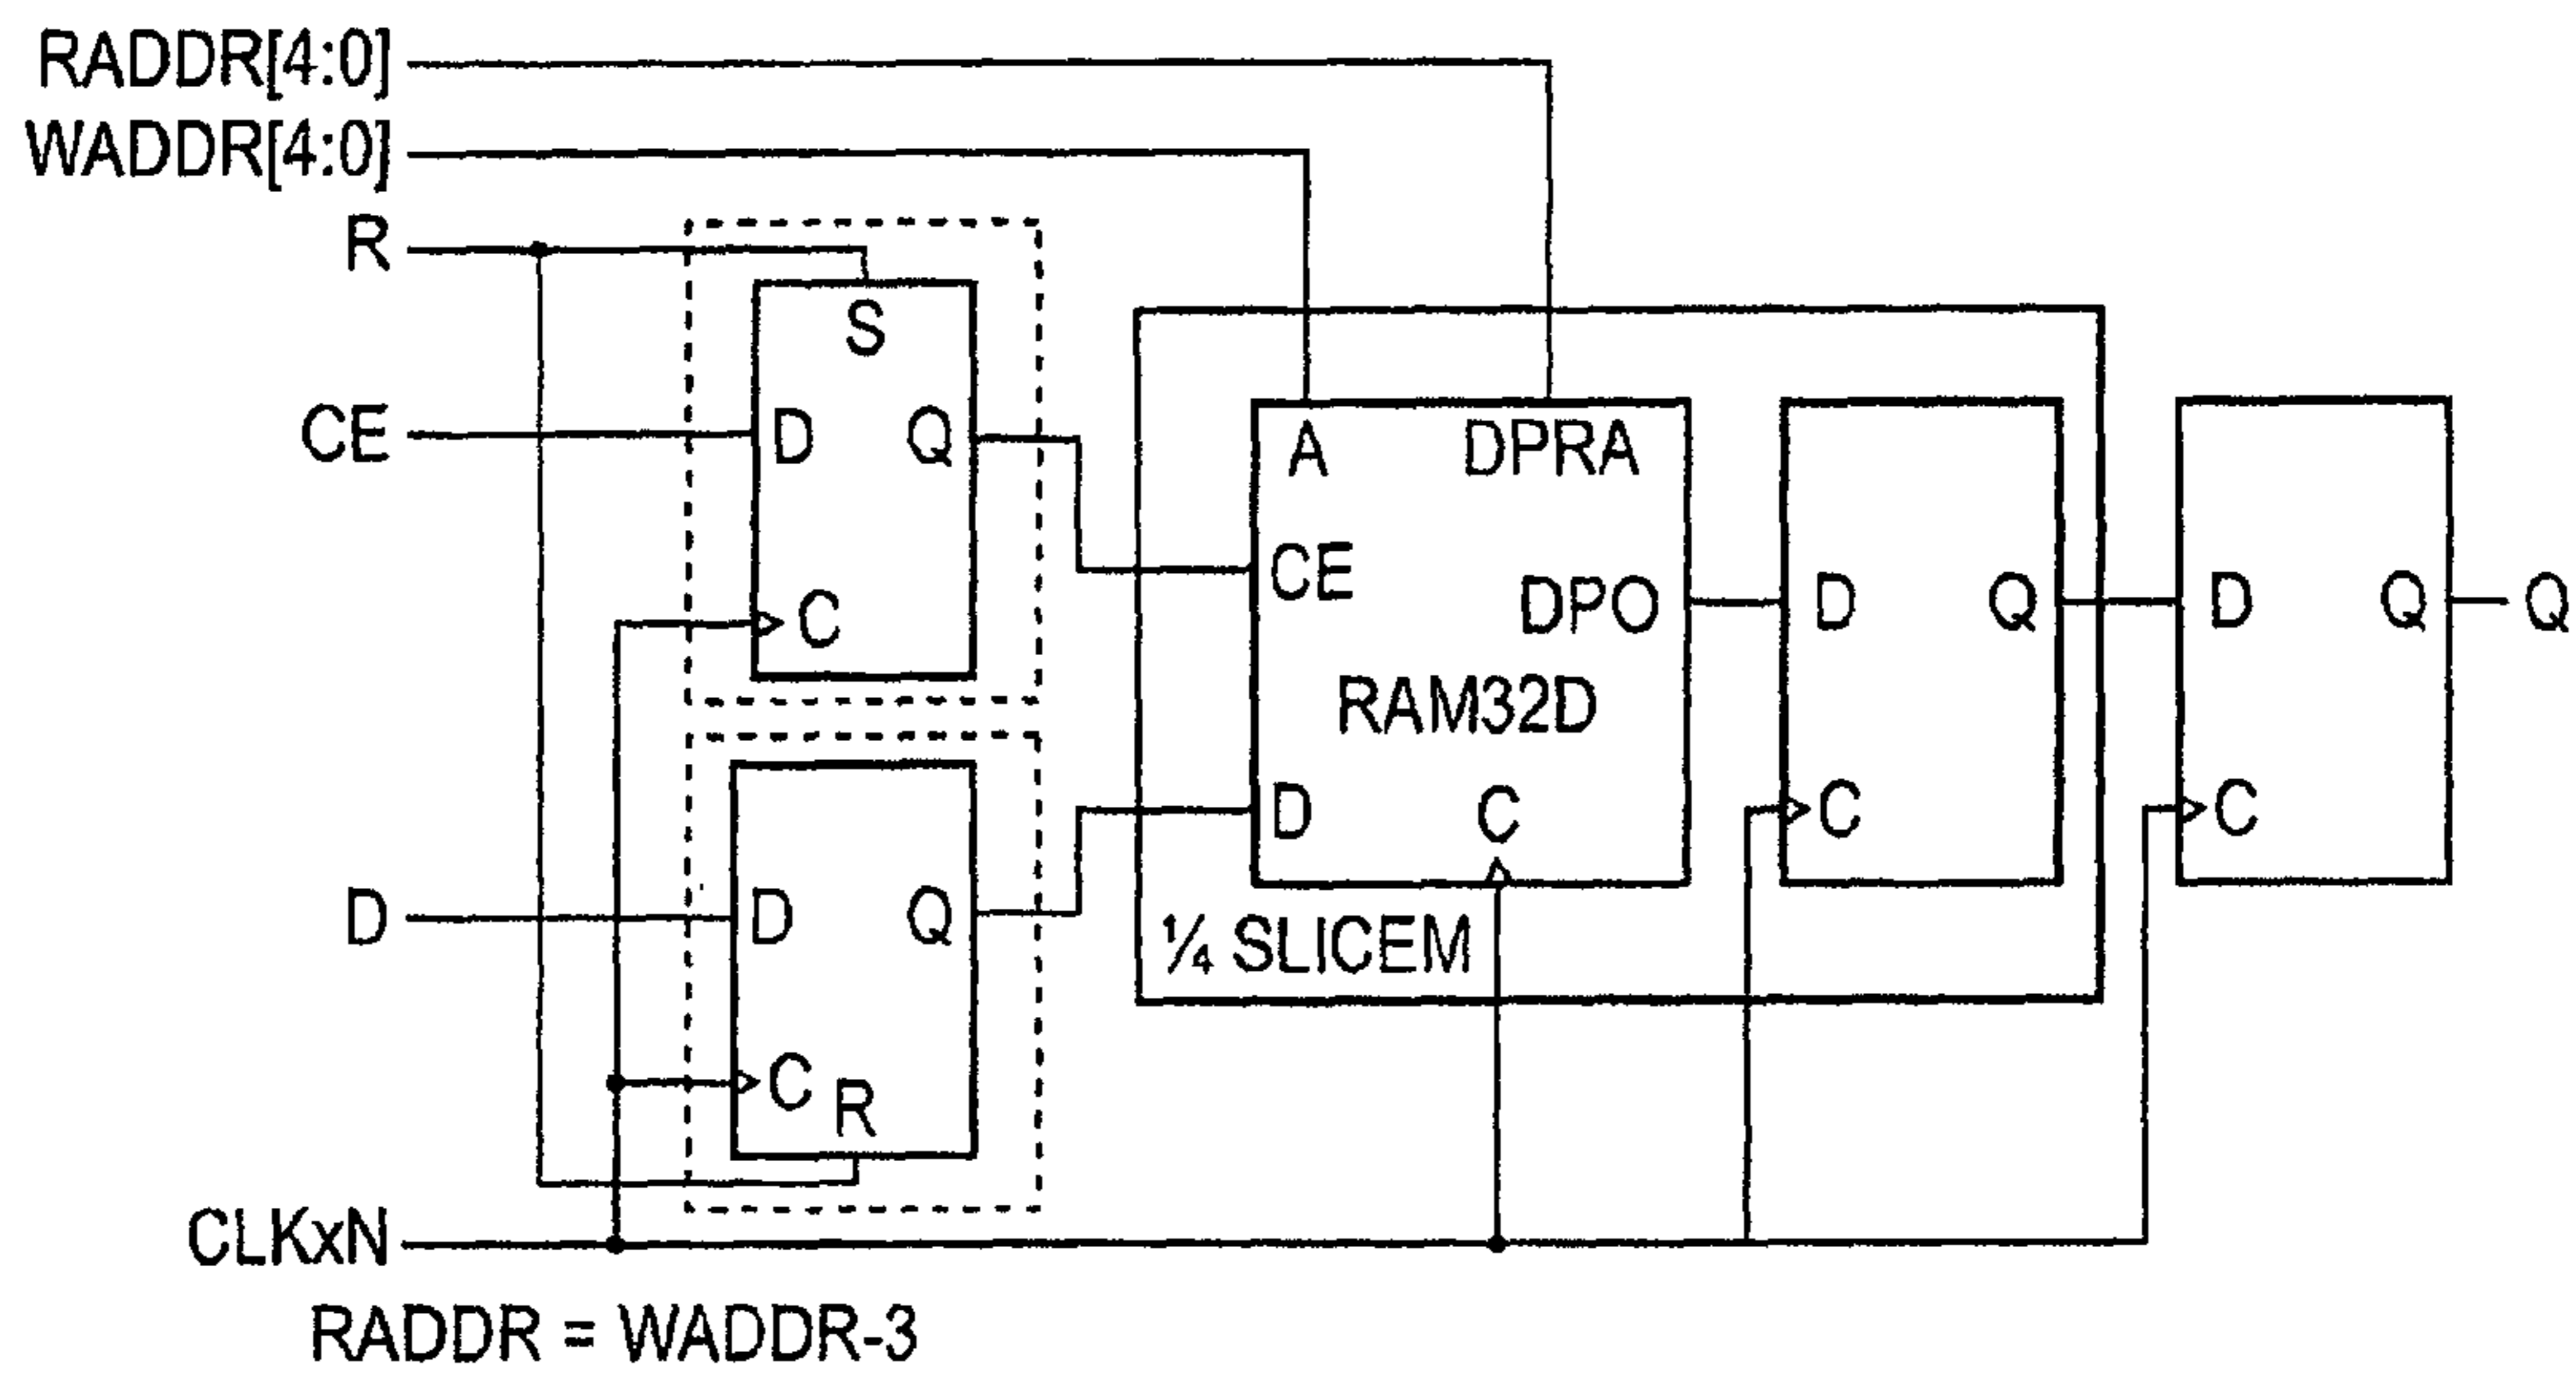 RADDR[4:0]
WADDR[4:0]
R
S
CE
D
Q
C
A
DPRA
CE
DPO
RAM32D
D
C
D
Q
C
D
Q
C
Q
D
D
Q
C
R
¼ SLICEM
CLKxN
RADDR = WADDR-3